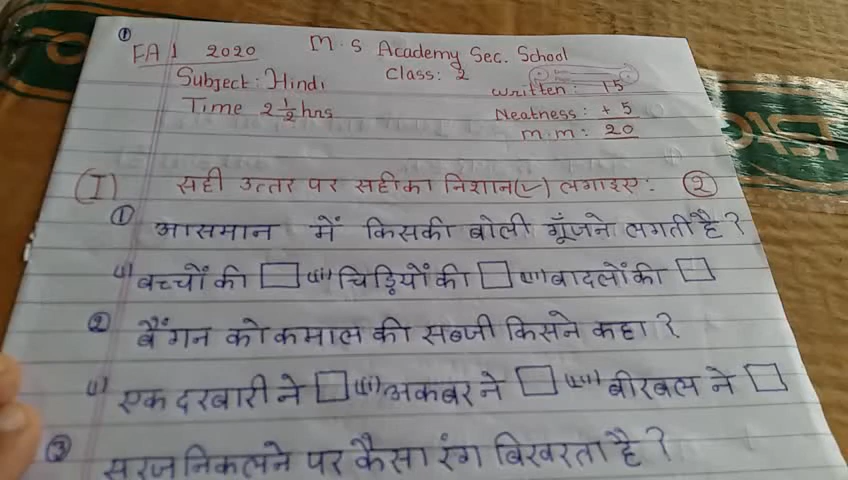 ①
FA 1 2020 M.S Academy Sec. School
Subject: Hindi Class: 2 written: 15
Time 2 1/2 hrs Neatness: + 5
m.m: 20
(I) सही उत्तर पर सही का निशान(✓) लगाइए: ②
① आसमान में किसकी बोली गूँजने लगती है?
(i) बच्चों की □ (ii) चिड़ियों की □ (iii) बादलों की □
② बैंगन को कमाल की सब्जी किसने कहा?
(i) एक दरबारी ने □ (ii) अकबर ने □ (iii) बीरबल ने □
③ सूरज निकलने पर कैसा रंग बिखरता है?